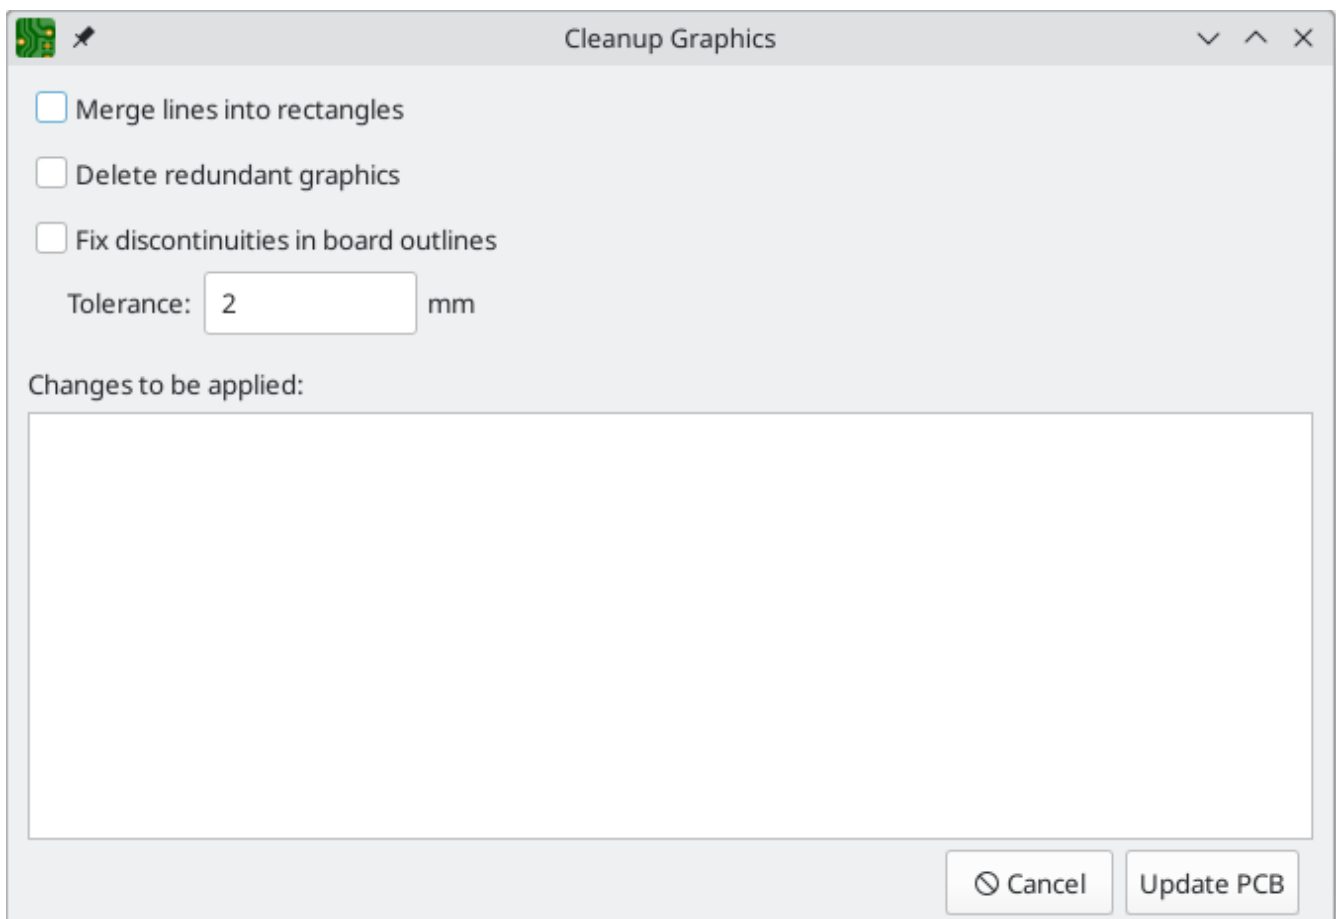 Cleanup Graphics
Merge lines into rectangles
Delete redundant graphics
Fix discontinuities in board outlines
Tolerance: 2 mm
Changes to be applied:
Cancel Update PCB